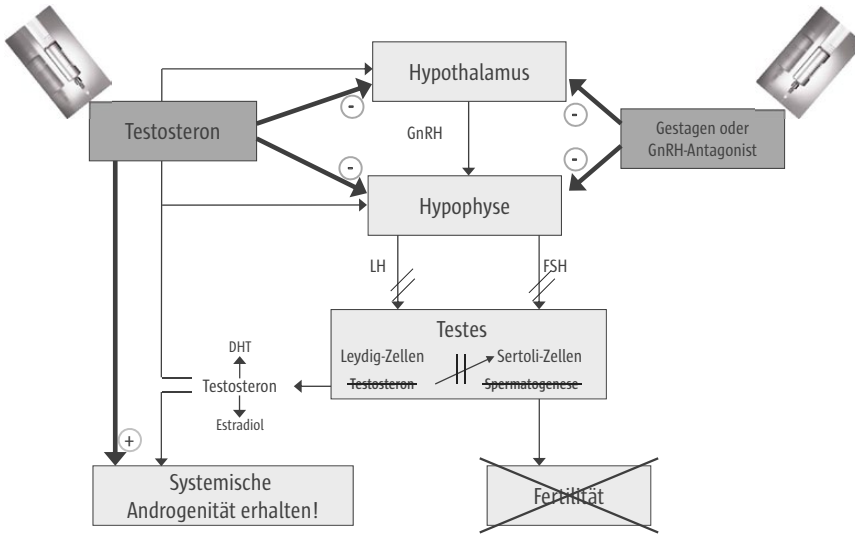 Hypothalamus
-
-
Testosteron
GnRH
Gestagen oder
GnRH-Antagonist
-
-
Hypophyse
LH
FSH
Testes
Leydig-Zellen
Sertoli-Zellen
Testosteron
Spermatogenese
DHT
Testosteron
Estradiol
+
Systemische
Androgenität erhalten!
Fertilität